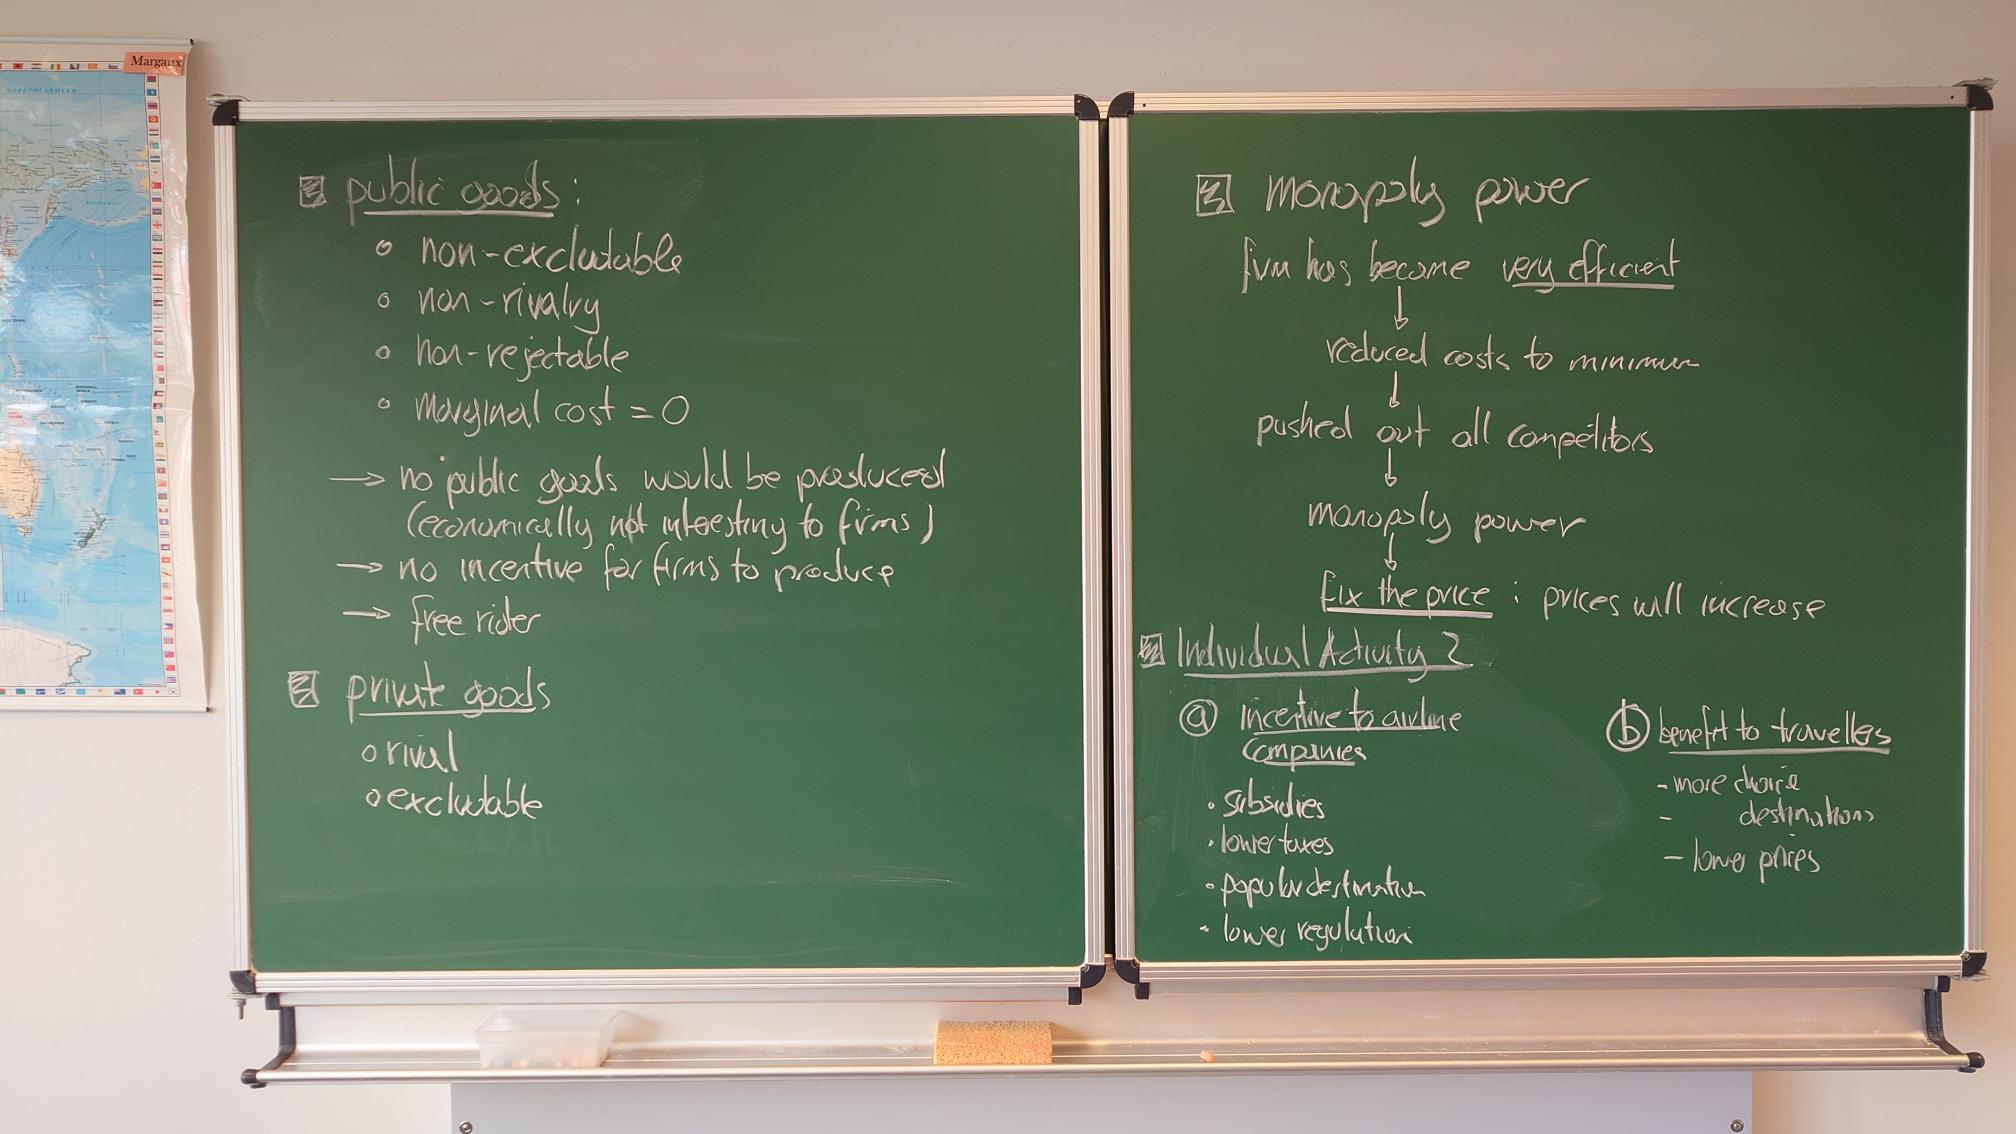 Margaux
NORDPOLARMEER
public goods:
○ non-excludable
○ non-rivalry
○ non-rejectable
○ marginal cost = 0
→ no public goods would be produced
(economically not interesting to firms)
→ no incentive for firms to produce
→ free rider
private goods
○ rival
○ excludable
monopoly power
firm has become very efficient
↓
reduced costs to minimum
↓
pushed out all competitors
↓
monopoly power
↓
fix the price : prices will increase
Individual Activity 2
ⓐ incentive to airline
companies
• subsidies
• lower taxes
• popular destination
• lower regulation
ⓑ benefit to travellers
- more choice
- destinations
- lower prices